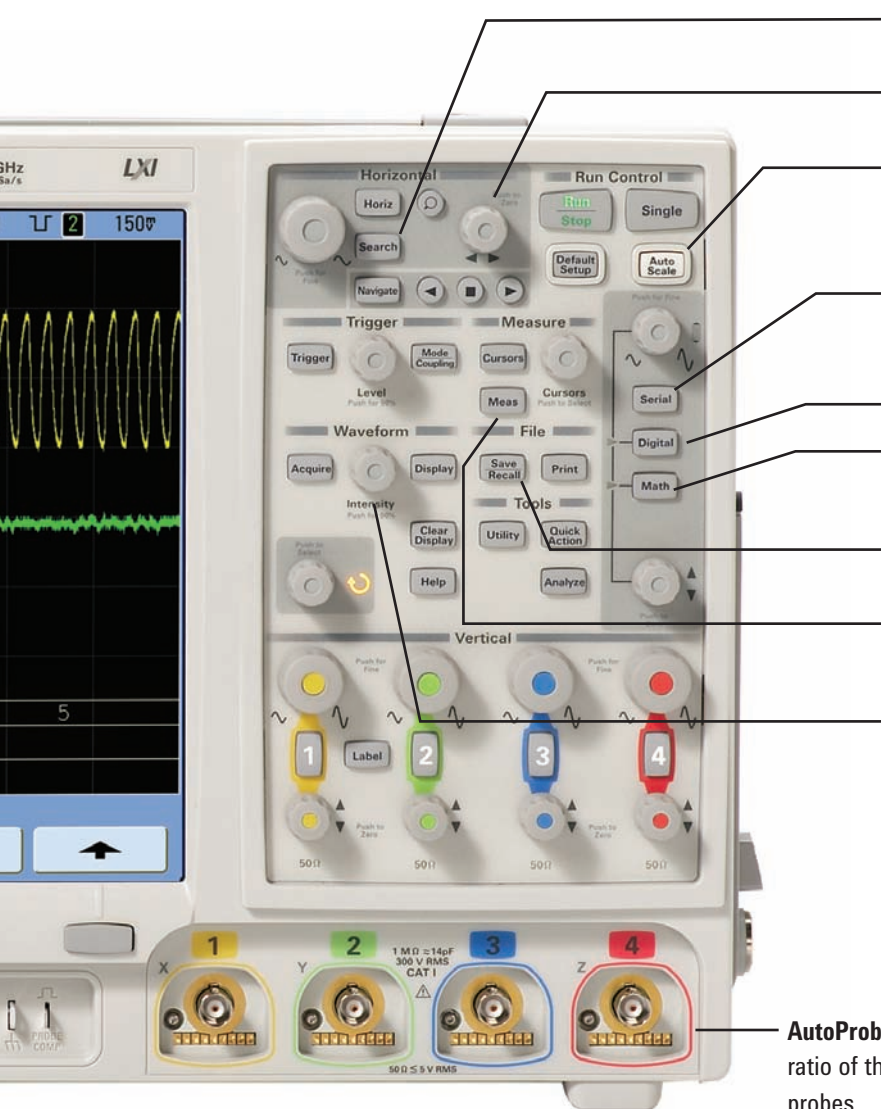 GHz
Sa/s
LXI
2 150
5
Horizontal
Horiz
Push to
Zero
Search
Push for
Fine
Navigate
Run Control
Run
Stop
Single
Default
Setup
Auto
Scale
Push for Fine
Trigger
Trigger
Mode
Coupling
Level
Push for 50%
Measure
Cursors
Cursors
Push to Select
Meas
Serial
Digital
Math
Waveform
Acquire
Display
Intensity
Push for 50%
File
Save
Recall
Print
Tools
Utility
Quick
Action
Clear
Display
Push to
Select
Help
Analyze
Push to
Vertical
Push for
Fine
Push for
Fine
1
Label
2
3
4
Push to
Zero
Push to
Zero
50Ω
50Ω
50Ω
50Ω
1
2
3
4
X
Y
Z
1 MΩ ≈14pF
300 V RMS
CAT I
50 Ω ≤ 5 V RMS
PROBE
COMP
AutoProb
ratio of th
probes